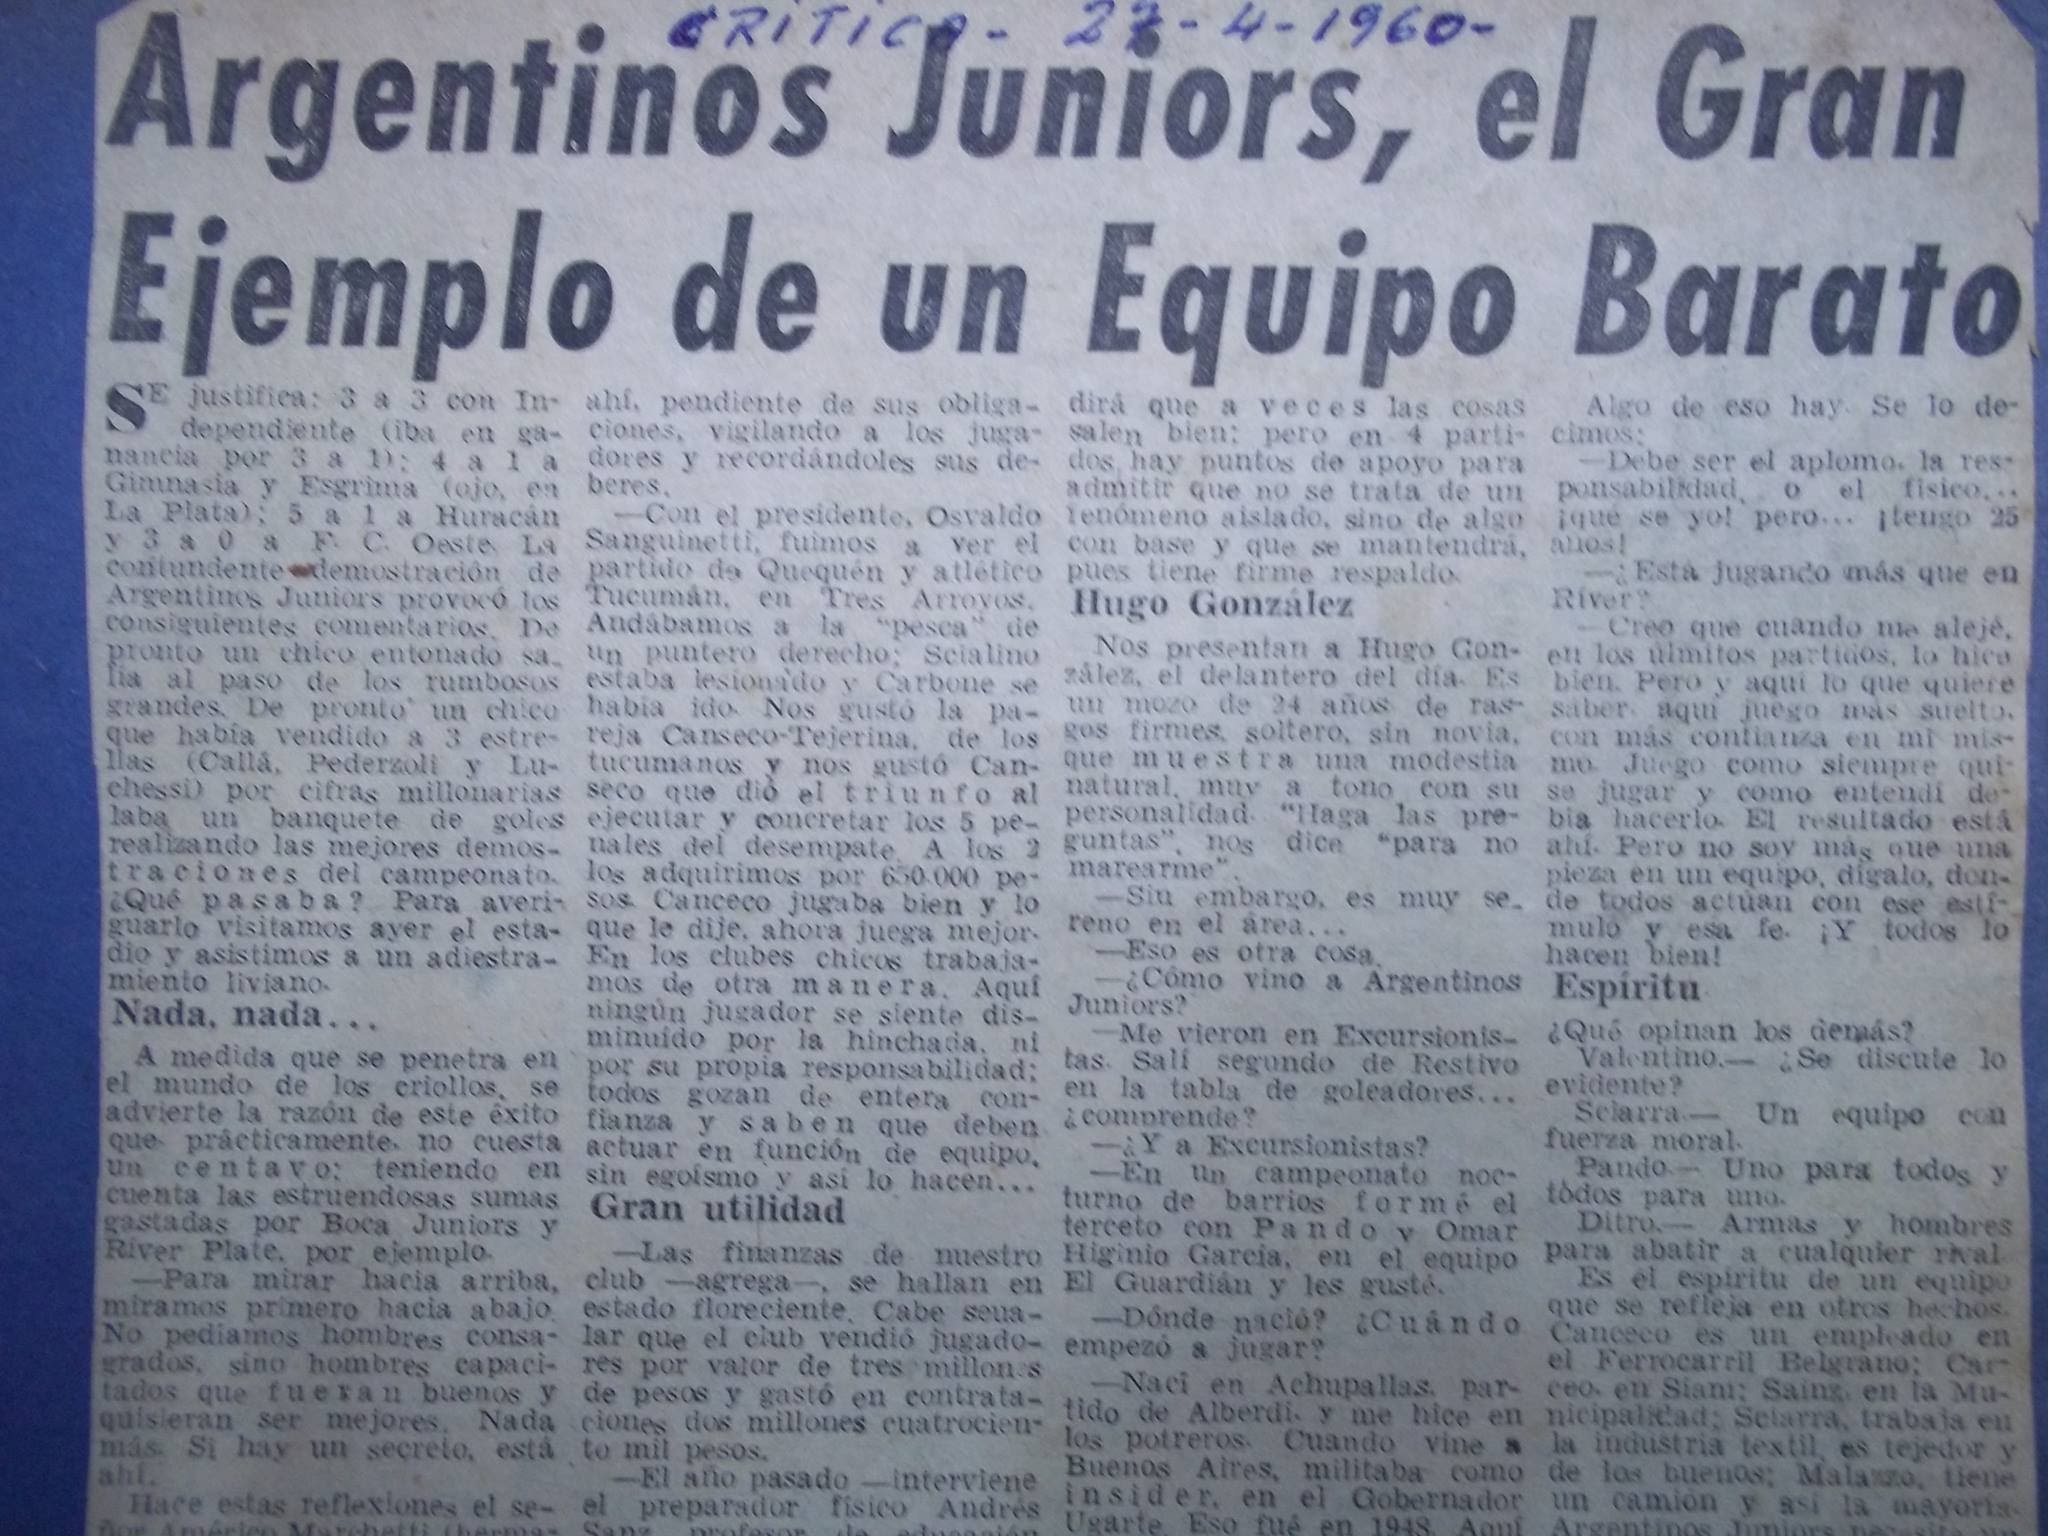 CRÍTICA - 27-4-1960-
Argentinos Juniors, el Gran
Ejemplo de un Equipo Barato
SE justifica: 3 a 3 con In-
dependiente (iba en ga-
nancia por 3 a 1); 4 a 1 a
Gimnasia y Esgrima (ojo, en
La Plata); 5 a 1 a Huracán
y 3 a 0 a F. C. Oeste. La
contundente demostración de
Argentinos Juniors provocó los
consiguientes comentarios. De
pronto un chico entonado sa-
lía al paso de los rumbosos
grandes. De pronto un chico
que había vendido a 3 estre-
llas (Callá, Pederzoli y Lu-
chessi) por cifras millonarias
laba un banquete de goles
realizando las mejores demos-
traciones del campeonato.
¿Qué pasaba? Para averi-
guarlo visitamos ayer el esta-
dio y asistimos a un adiestra-
miento liviano.
Nada, nada...
A medida que se penetra en
el mundo de los criollos, se
advierte la razón de este éxito
que, prácticamente, no cuesta
un centavo; teniendo en
cuenta las estruendosas sumas
gastadas por Boca Juniors y
River Plate, por ejemplo.
—Para mirar hacia arriba,
miramos primero hacia abajo.
No pedíamos hombres consa-
grados, sino hombres capaci-
tados que fueran buenos y
quisieran ser mejores. Nada
más. Si hay un secreto, está
ahí.
Hace estas reflexiones el se-
ñor Américo Marchetti (herma-
ahí, pendiente de sus obliga-
ciones, vigilando a los juga-
dores y recordándoles sus de-
beres.
—Con el presidente, Osvaldo
Sanguinetti, fuimos a ver el
partido de Quequén y atlético
Tucumán, en Tres Arroyos.
Andábamos a la "pesca" de
un puntero derecho; Scialino
estaba lesionado y Carbone se
había ido. Nos gustó la pa-
reja Canseco-Tejerina, de los
tucumanos y nos gustó Can-
seco que dió el triunfo al
ejecutar y concretar los 5 pe-
nales del desempate. A los 2
los adquirimos por 650.000 pe-
sos. Canceco jugaba bien y lo
que le dije, ahora juega mejor.
En los clubes chicos trabaja-
mos de otra manera. Aquí
ningún jugador se siente dis-
minuído por la hinchada, ni
por su propia responsabilidad;
todos gozan de entera con-
fianza y saben que deben
actuar en función de equipo,
sin egoísmo y así lo hacen...
Gran utilidad
—Las finanzas de nuestro
club —agrega—, se hallan en
estado floreciente. Cabe seua-
lar que el club vendió jugado-
res por valor de tres millones
de pesos y gastó en contrata-
ciones dos millones cuatrocien-
to mil pesos.
—El año pasado —interviene
el preparador físico Andrés
Sanz, profesor de educación
dirá que a veces las cosas
salen bien; pero en 4 parti-
dos hay puntos de apoyo para
admitir que no se trata de un
fenómeno aislado, sino de algo
con base y que se mantendrá,
pues tiene firme respaldo.
Hugo González
Nos presentan a Hugo Gon-
zález, el delantero del día. Es
un mozo de 24 años de ras-
gos firmes, soltero, sin novia,
que muestra una modestia
natural, muy a tono con su
personalidad. "Haga las pre-
guntas", nos dice "para no
marearme".
—Sin embargo, es muy se-
reno en el área...
—Eso es otra cosa.
—¿Cómo vino a Argentinos
Juniors?
—Me vieron en Excursionis-
tas. Salí segundo de Restivo
en la tabla de goleadores...
¿comprende?
—¿Y a Excursionistas?
—En un campeonato noc-
turno de barrios formé el
terceto con Pando y Omar
Higinio García, en el equipo
El Guardián y les gusté.
—Dónde nació? ¿Cuándo
empezó a jugar?
—Nací en Achupallas, par-
tido de Alberdi, y me hice en
los potreros. Cuando vine a
Buenos Aires, militaba como
insider, en el Gobernador
Ugarte. Eso fué en 1948. Aquí
Algo de eso hay. Se lo de-
cimos:
—Debe ser el aplomo, la res-
ponsabilidad, o el físico...
¡qué se yo! pero... ¡tengo 25
años!
—¿Está jugando más que en
River?
—Creo que cuando me alejé,
en los úlmitos partidos, lo hice
bien. Pero y aquí lo que quiere
saber, aquí juego más suelto,
con más confianza en mí mis-
mo. Juego como siempre qui-
se jugar y como entendí de-
bía hacerlo. El resultado está
ahí. Pero no soy más que una
pieza en un equipo, dígalo, don-
de todos actúan con ese estí-
mulo y esa fe. ¡Y todos lo
hacen bien!
Espíritu
¿Qué opinan los demás?
Valentino.— ¿Se discute lo
evidente?
Sciarra.— Un equipo con
fuerza moral.
Pando.— Uno para todos y
todos para uno.
Ditro.— Armas y hombres
para abatir a cualquier rival.
Es el espíritu de un equipo
que se refleja en otros hechos.
Canceco es un empleado en
el Ferrocarril Belgrano; Car-
ceo, en Siam; Saing, en la Mu-
nicipalidad; Sciarra, trabaja en
la industria textil, es tejedor y
de los buenos; Malazzo, tiene
un camión y así la mayoría.
Argentinos Juniors